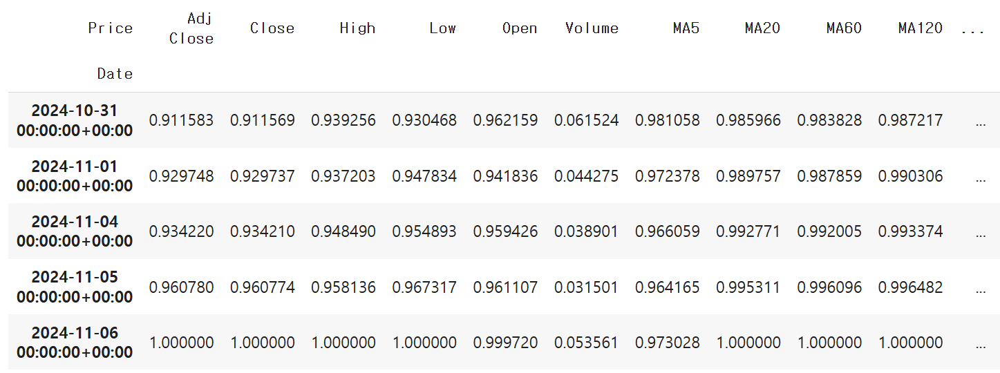 Price Adj Close Close High Low Open Volume MA5 MA20 MA60 MA120 ...
Date
2024-10-31 00:00:00+00:00 0.911583 0.911569 0.939256 0.930468 0.962159 0.061524 0.981058 0.985966 0.983828 0.987217 ...
2024-11-01 00:00:00+00:00 0.929748 0.929737 0.937203 0.947834 0.941836 0.044275 0.972378 0.989757 0.987859 0.990306 ...
2024-11-04 00:00:00+00:00 0.934220 0.934210 0.948490 0.954893 0.959426 0.038901 0.966059 0.992771 0.992005 0.993374 ...
2024-11-05 00:00:00+00:00 0.960780 0.960774 0.958136 0.967317 0.961107 0.031501 0.964165 0.995311 0.996096 0.996482 ...
2024-11-06 00:00:00+00:00 1.000000 1.000000 1.000000 1.000000 0.999720 0.053561 0.973028 1.000000 1.000000 1.000000 ...